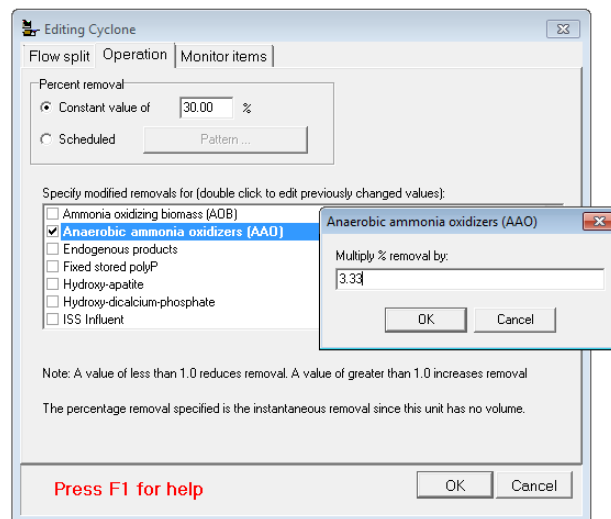 Editing Cyclone
Flow split Operation Monitor items
Percent removal
Constant value of 30.00 %
Scheduled Pattern ...
Specify modified removals for (double click to edit previously changed values):
Ammonia oxidizing biomass (AOB)
Anaerobic ammonia oxidizers (AAO)
Endogenous products
Fixed stored polyP
Hydroxy-apatite
Hydroxy-dicalcium-phosphate
ISS Influent
Anaerobic ammonia oxidizers (AAO)
Multiply % removal by:
3.33
OK Cancel
Note: A value of less than 1.0 reduces removal. A value of greater than 1.0 increases removal
The percentage removal specified is the instantaneous removal since this unit has no volume.
Press F1 for help
OK Cancel